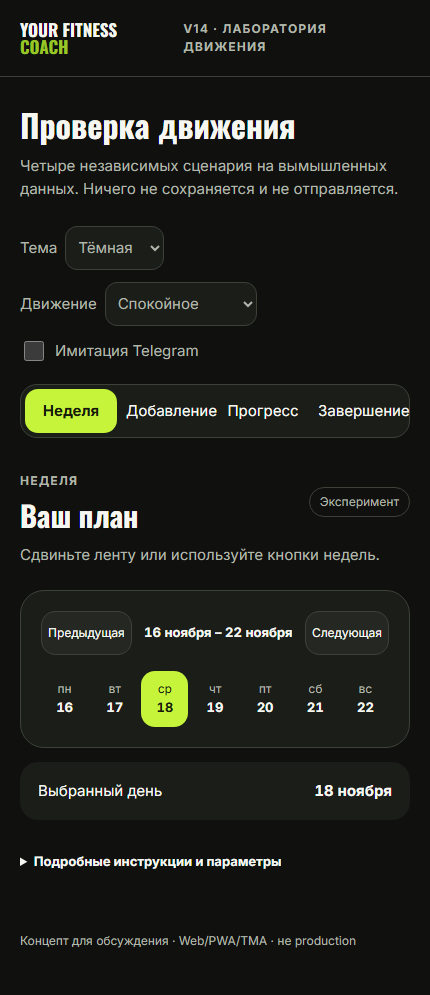 YOUR FITNESS
COACH
V14 · ЛАБОРАТОРИЯ
ДВИЖЕНИЯ
Проверка движения
Четыре независимых сценария на вымышленных
данных. Ничего не сохраняется и не отправляется.
Тема Тёмная
Движение Спокойное
Имитация Telegram
Неделя Добавление Прогресс Завершение
НЕДЕЛЯ
Ваш план
Эксперимент
Сдвиньте ленту или используйте кнопки недель.
Предыдущая 16 ноября – 22 ноября Следующая
пн вт ср чт пт сб вс
16 17 18 19 20 21 22
Выбранный день 18 ноября
Подробные инструкции и параметры
Концепт для обсуждения · Web/PWA/TMA · не production